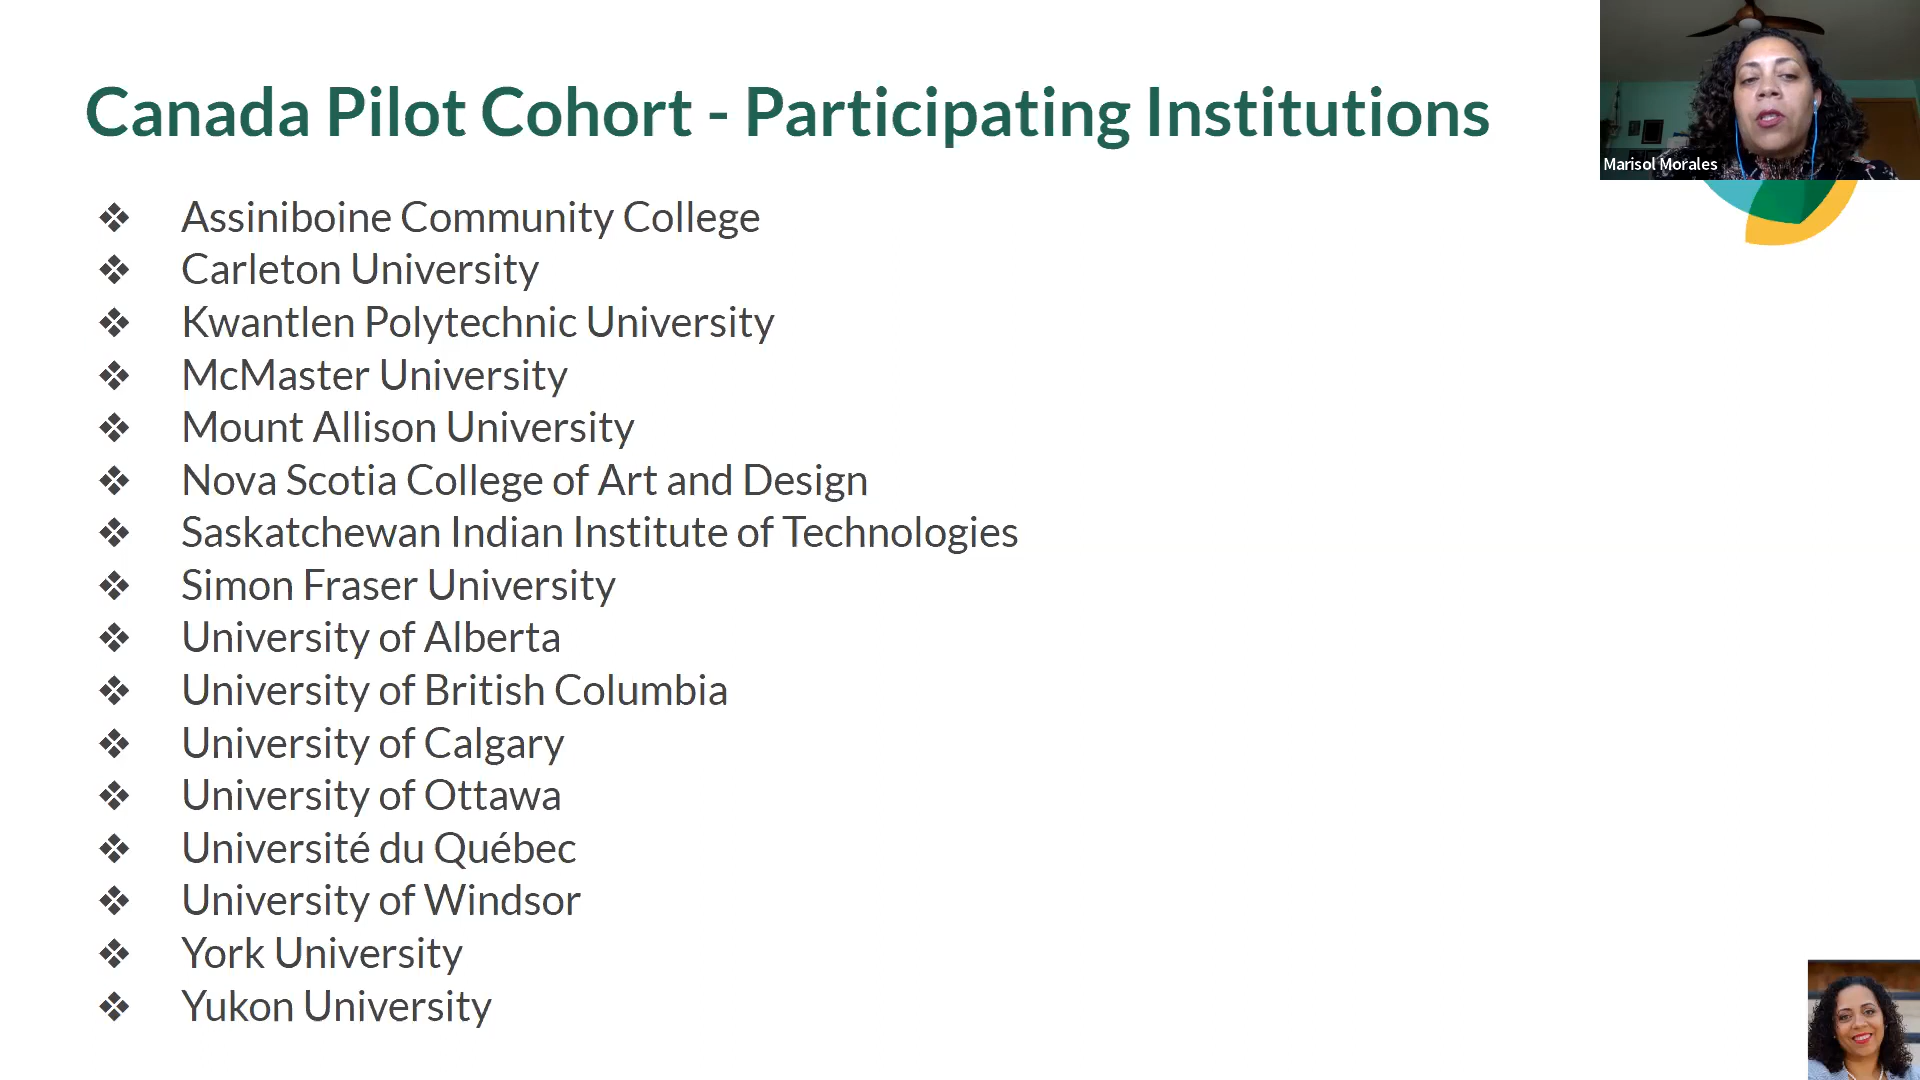 Canada Pilot Cohort - Participating Institutions
Marisol Morales
❖ Assiniboine Community College
❖ Carleton University
❖ Kwantlen Polytechnic University
❖ McMaster University
❖ Mount Allison University
❖ Nova Scotia College of Art and Design
❖ Saskatchewan Indian Institute of Technologies
❖ Simon Fraser University
❖ University of Alberta
❖ University of British Columbia
❖ University of Calgary
❖ University of Ottawa
❖ Université du Québec
❖ University of Windsor
❖ York University
❖ Yukon University